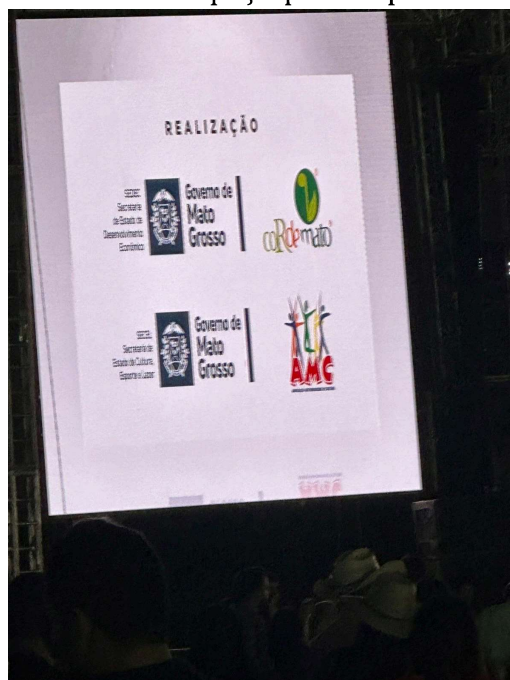 REALIZAÇÃO
SEDEC
Secretaria
de Estado de
Desenvolvimento
Econômico
Governo de
Mato
Grosso
coRdemato
SECEL
Secretaria de
Estado de Cultura,
Esporte e Lazer
Governo de
Mato
Grosso
AMC